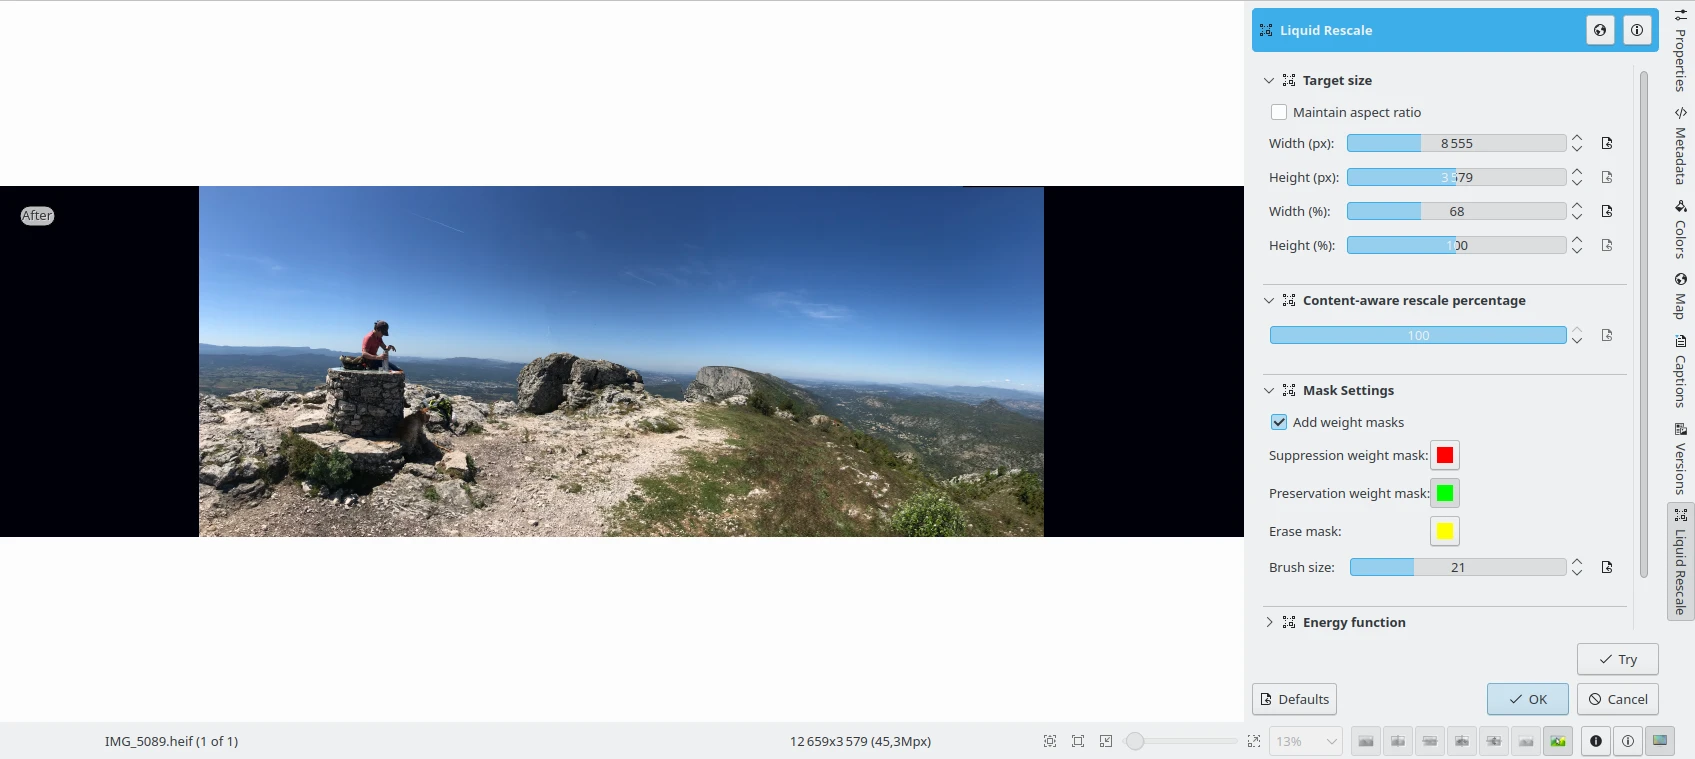 Liquid Rescale
Target size
Maintain aspect ratio
Width (px): 8 555
Height (px): 3 579
Width (%): 68
Height (%): 100
Content-aware rescale percentage
100
Mask Settings
Add weight masks
Suppression weight mask:
Preservation weight mask:
Erase mask:
Brush size: 21
Energy function
Try
Defaults OK Cancel
After
Properties
Metadata
Colors
Map
Captions
Versions
Liquid Rescale
IMG_5089.heif (1 of 1) 12 659x3 579 (45,3Mpx) 13%